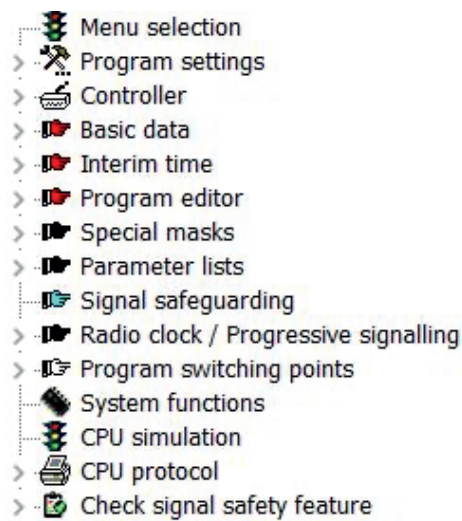 Menu selection
Program settings
Controller
Basic data
Interim time
Program editor
Special masks
Parameter lists
Signal safeguarding
Radio clock / Progressive signalling
Program switching points
System functions
CPU simulation
CPU protocol
Check signal safety feature